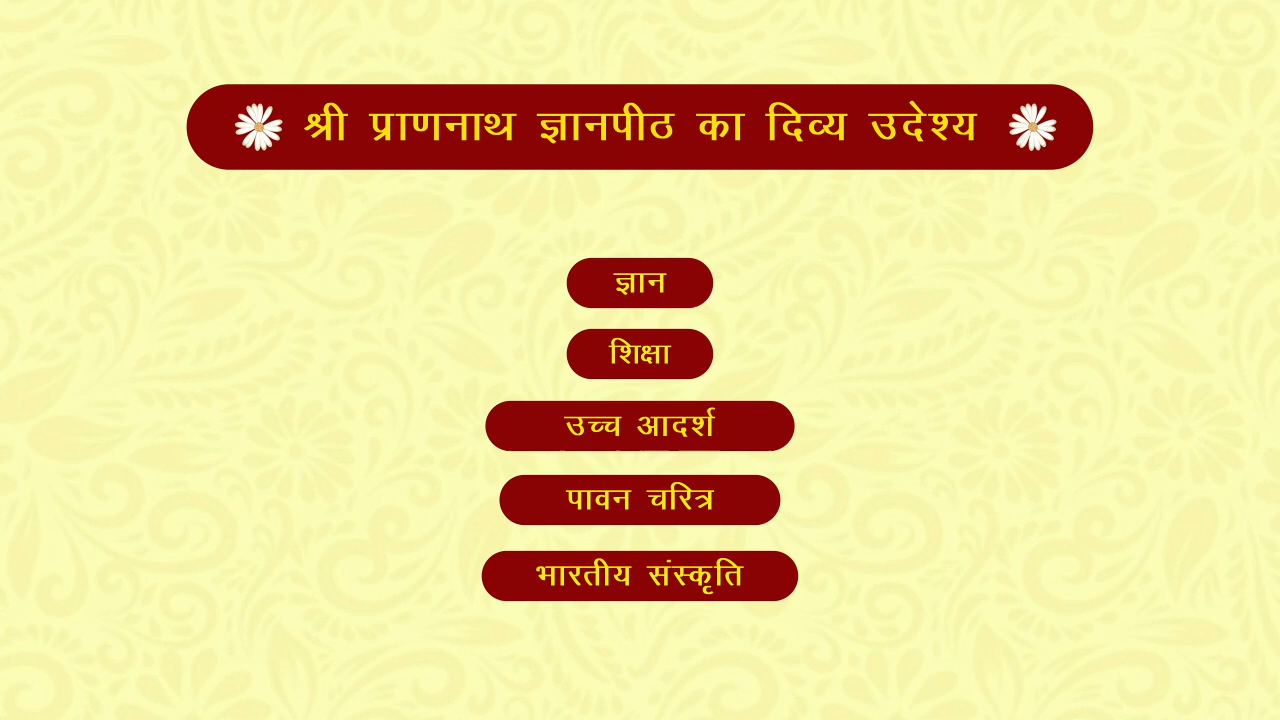 श्री प्राणनाथ ज्ञानपीठ का दिव्य उदेश्य
ज्ञान
शिक्षा
उच्च आदर्श
पावन चरित्र
भारतीय संस्कृति